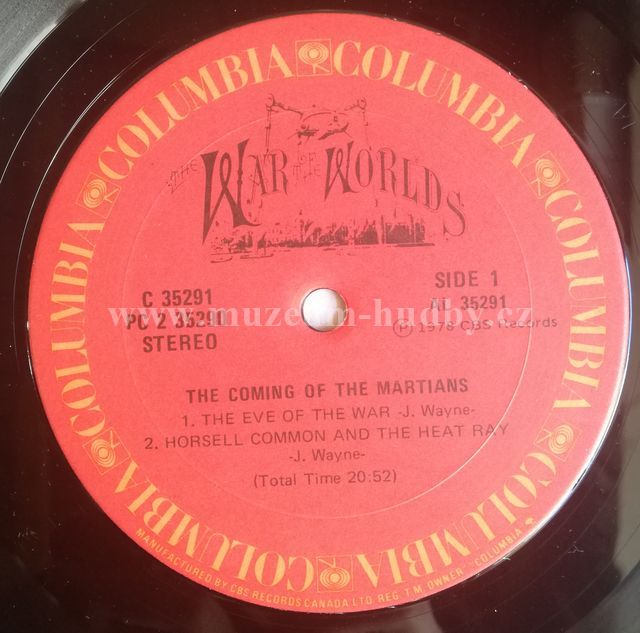 COLUMBIA COLUMBIA COLUMBIA COLUMBIA COLUMBIA COLUMBIA COLUMBIA COLUMBIA
THE WAR OF THE WORLDS
C 35291
PC 2 35291
STEREO
SIDE 1
AL 35291
℗ 1978 CBS Records
www.muzeum-hudby.cz
THE COMING OF THE MARTIANS
1. THE EVE OF THE WAR -J. Wayne-
2. HORSELL COMMON AND THE HEAT RAY
-J. Wayne-
(Total Time 20:52)
MANUFACTURED BY CBS RECORDS CANADA LTD REG. T.M. OWNER "COLUMBIA"